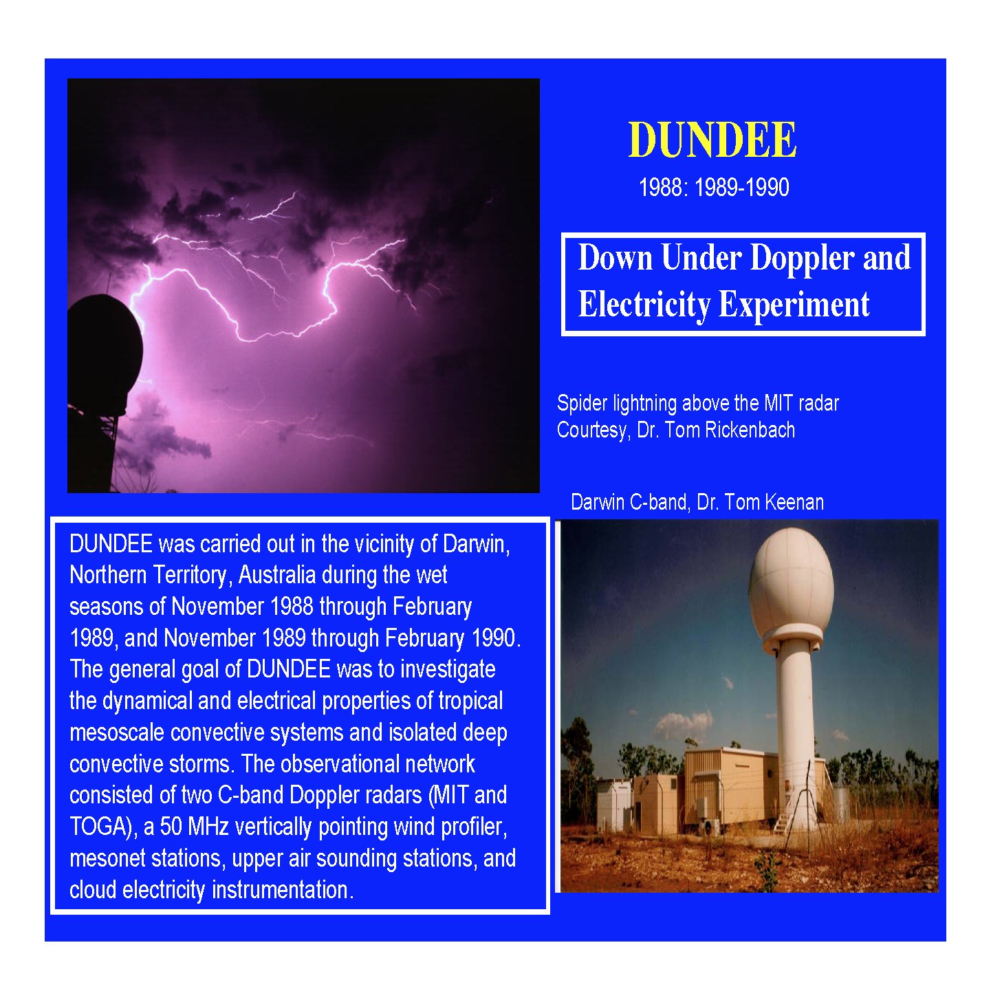 DUNDEE
1988: 1989-1990
Down Under Doppler and
Electricity Experiment
Spider lightning above the MIT radar
Courtesy, Dr. Tom Rickenbach
Darwin C-band, Dr. Tom Keenan
DUNDEE was carried out in the vicinity of Darwin,
Northern Territory, Australia during the wet
seasons of November 1988 through February
1989, and November 1989 through February 1990.
The general goal of DUNDEE was to investigate
the dynamical and electrical properties of tropical
mesoscale convective systems and isolated deep
convective storms. The observational network
consisted of two C-band Doppler radars (MIT and
TOGA), a 50 MHz vertically pointing wind profiler,
mesonet stations, upper air sounding stations, and
cloud electricity instrumentation.